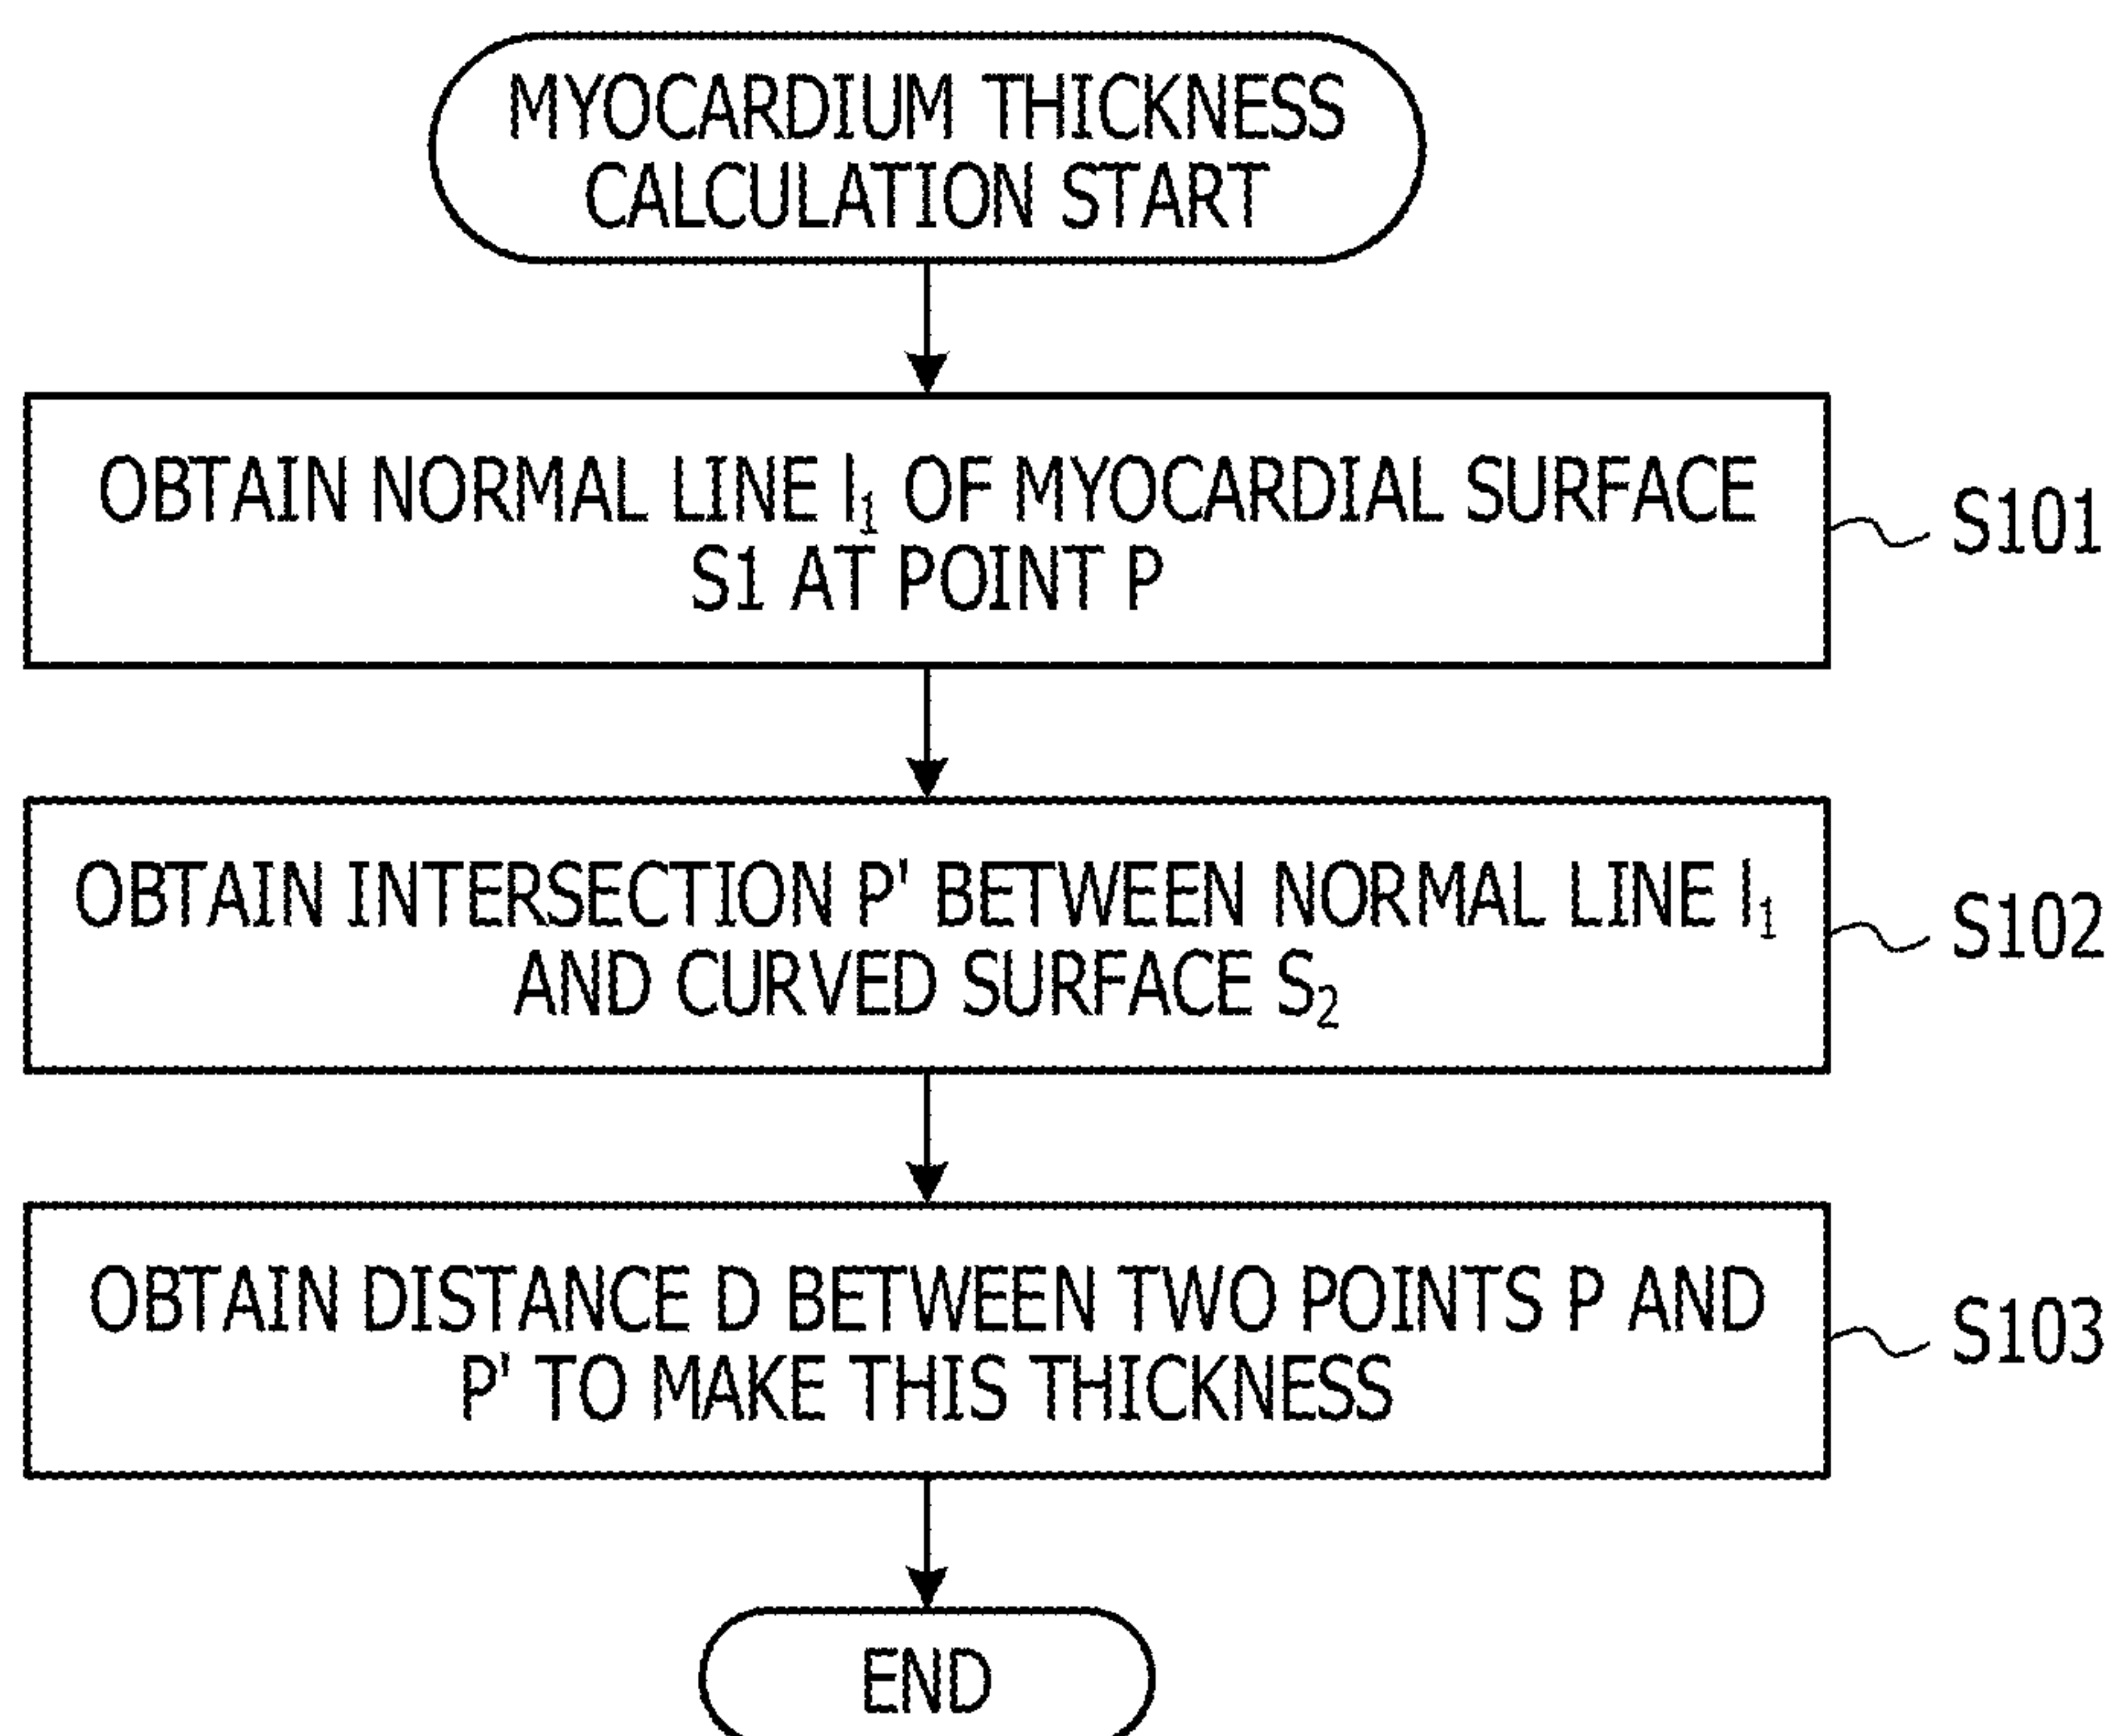 MYOCARDIUM THICKNESS
CALCULATION START
OBTAIN NORMAL LINE l₁ OF MYOCARDIAL SURFACE
S1 AT POINT P
S101
OBTAIN INTERSECTION P' BETWEEN NORMAL LINE l₁
AND CURVED SURFACE S₂
S102
OBTAIN DISTANCE D BETWEEN TWO POINTS P AND
P' TO MAKE THIS THICKNESS
S103
END